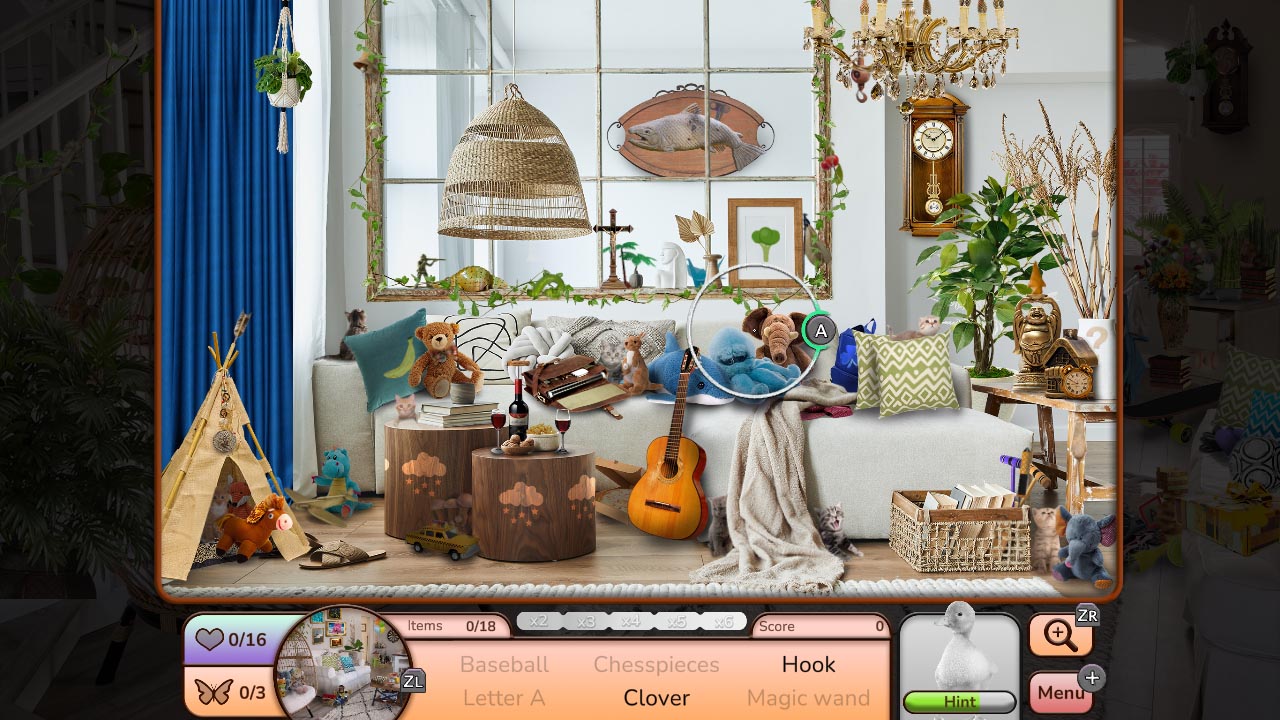 ?
A
0/16
0/3
ZL
Items 0/18
x2 x3 x4 x5 x6
Score 0
Baseball Chesspieces Hook
Letter A Clover Magic wand
Hint
ZR
Menu